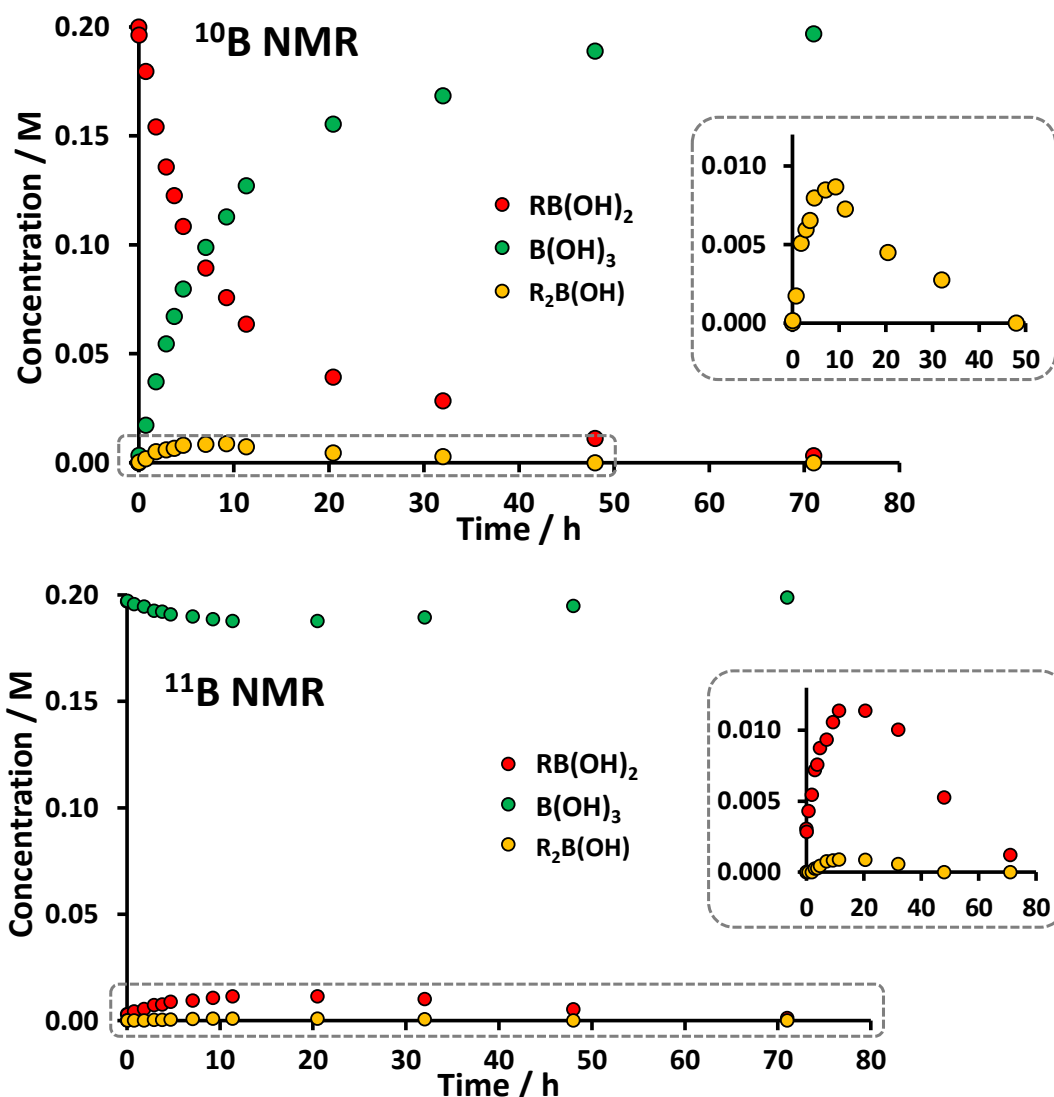 ¹⁰B NMR
Concentration / M
0.20
0.15
0.10
0.05
0.00
0 10 20 30 40 50 60 70 80
Time / h
RB(OH)₂
B(OH)₃
R₂B(OH)
0.010
0.005
0.000
0 10 20 30 40 50
¹¹B NMR
Concentration / M
0.20
0.15
0.10
0.05
0.00
0 10 20 30 40 50 60 70 80
Time / h
RB(OH)₂
B(OH)₃
R₂B(OH)
0.010
0.005
0.000
0 20 40 60 80